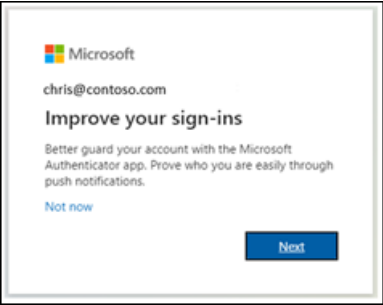 Microsoft
chris@contoso.com
Improve your sign-ins
Better guard your account with the Microsoft
Authenticator app. Prove who you are easily through
push notifications.
Not now
Next